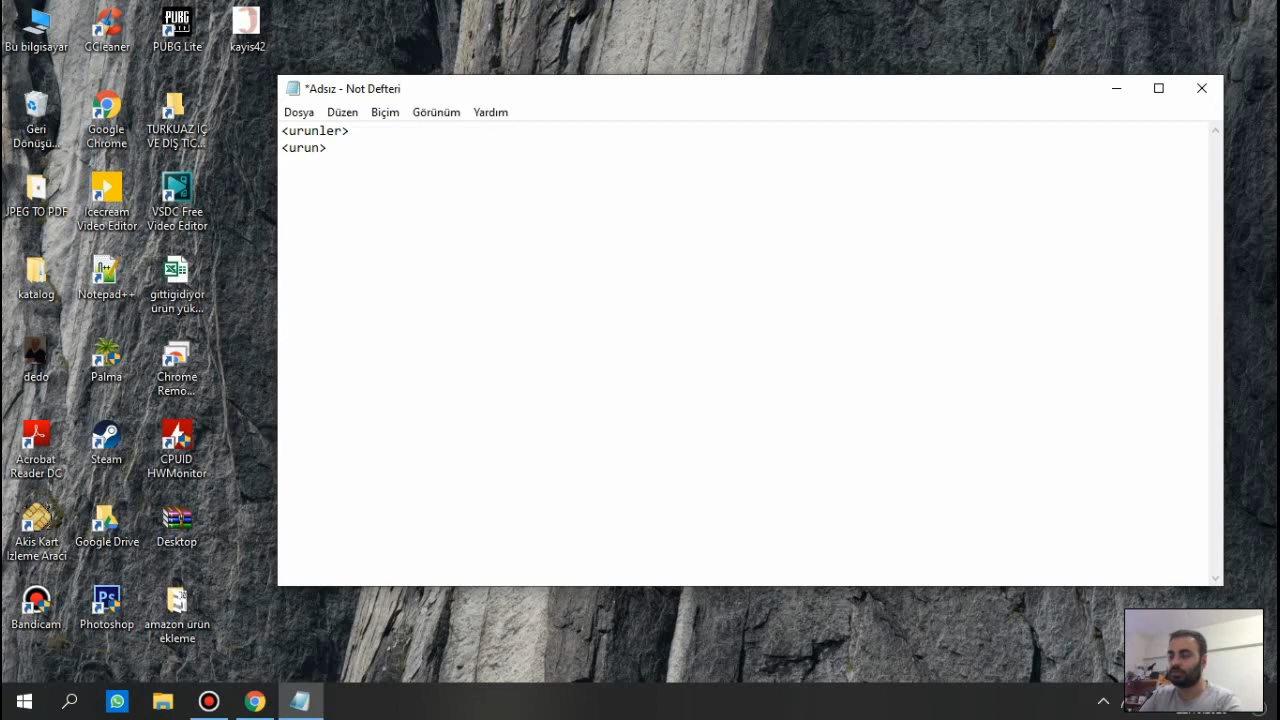 Bu bilgisayar
CCleaner
PUBG Lite
kayis42
*Adsız - Not Defteri
Dosya Düzen Biçim Görünüm Yardım
<urunler>
<urun>
Geri
Dönüşü...
Google
Chrome
TURKUAZ İÇ
VE DIŞ TİC...
JPEG TO PDF
Icecream
Video Editor
VSDC Free
Video Editor
katalog
Notepad++
gittigidiyor
ürün yük...
dedo
Palma
Chrome
Remo...
Acrobat
Reader DC
Steam
CPUID
HWMonitor
Akis Kart
Izleme Araci
Google Drive
Desktop
Bandicam
Photoshop
amazon ürün
ekleme